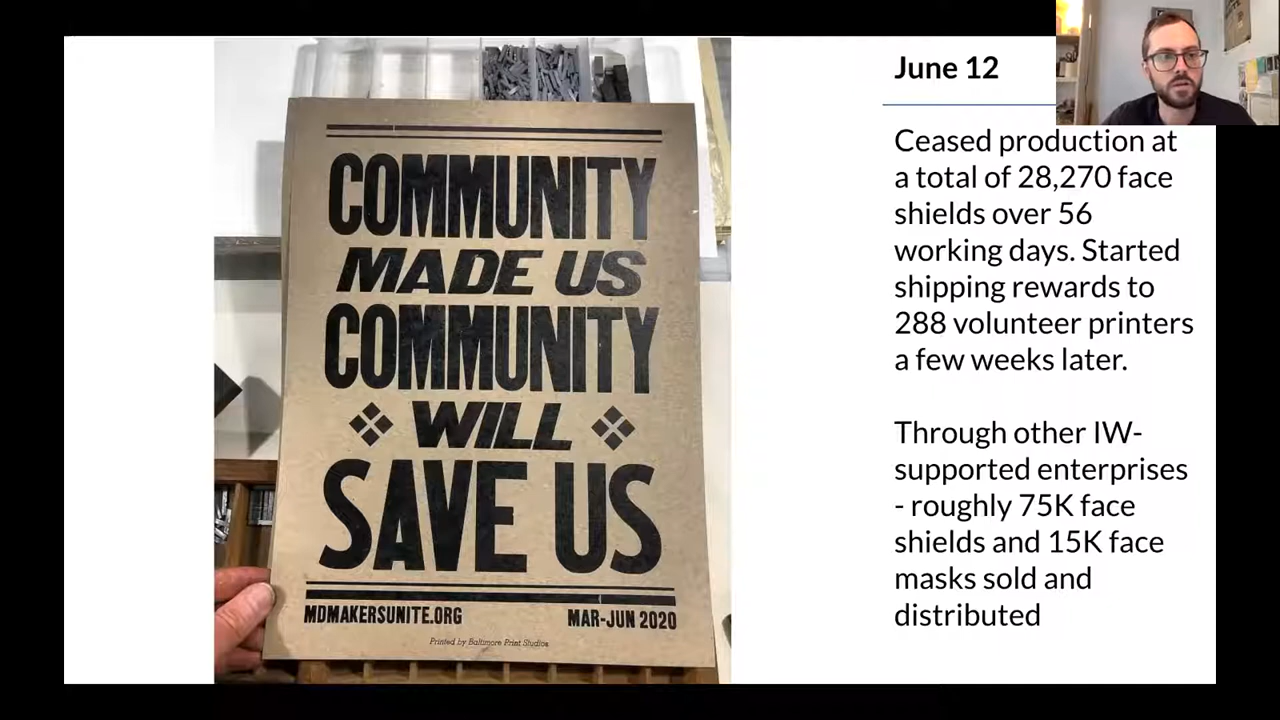 COMMUNITY
MADE US
COMMUNITY
WILL
SAVE US
MDMAKERSUNITE.ORG
MAR-JUN 2020
Printed by Baltimore Print Studios
June 12
Ceased production at
a total of 28,270 face
shields over 56
working days. Started
shipping rewards to
288 volunteer printers
a few weeks later.
Through other IW-
supported enterprises
- roughly 75K face
shields and 15K face
masks sold and
distributed